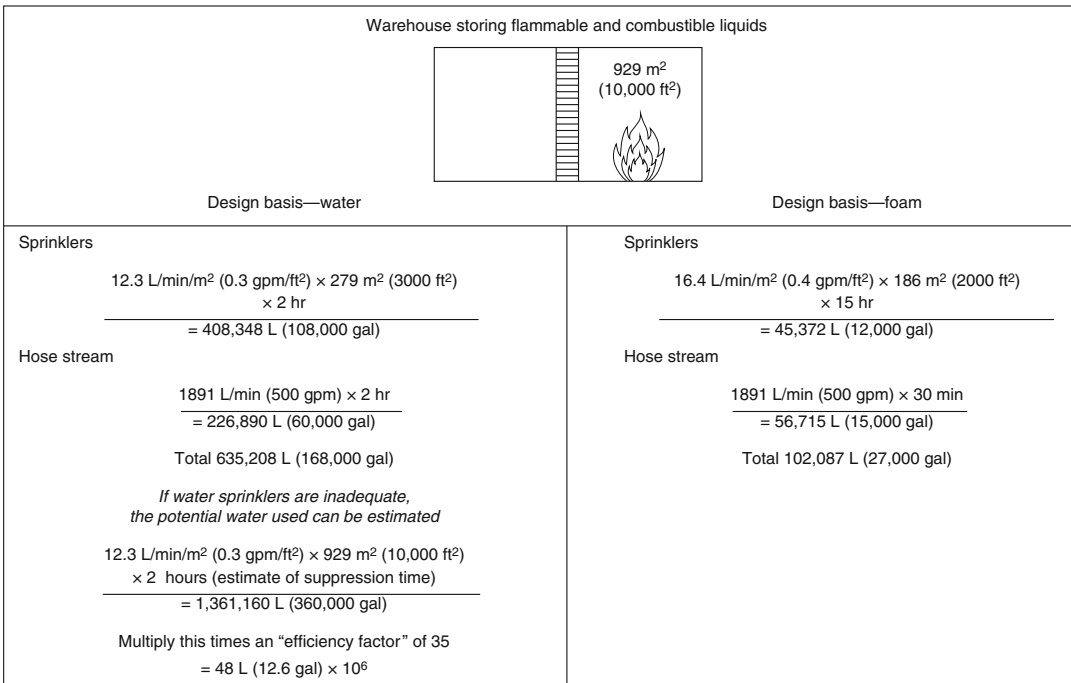 Warehouse storing flammable and combustible liquids
929 m²
(10,000 ft²)
Design basis—water
Design basis—foam
Sprinklers
12.3 L/min/m² (0.3 gpm/ft²) × 279 m² (3000 ft²)
× 2 hr
= 408,348 L (108,000 gal)
Hose stream
1891 L/min (500 gpm) × 2 hr
= 226,890 L (60,000 gal)
Total 635,208 L (168,000 gal)
If water sprinklers are inadequate,
the potential water used can be estimated
12.3 L/min/m² (0.3 gpm/ft²) × 929 m² (10,000 ft²)
× 2 hours (estimate of suppression time)
= 1,361,160 L (360,000 gal)
Multiply this times an “efficiency factor” of 35
= 48 L (12.6 gal) × 10⁶
Sprinklers
16.4 L/min/m² (0.4 gpm/ft²) × 186 m² (2000 ft²)
× 15 hr
= 45,372 L (12,000 gal)
Hose stream
1891 L/min (500 gpm) × 30 min
= 56,715 L (15,000 gal)
Total 102,087 L (27,000 gal)